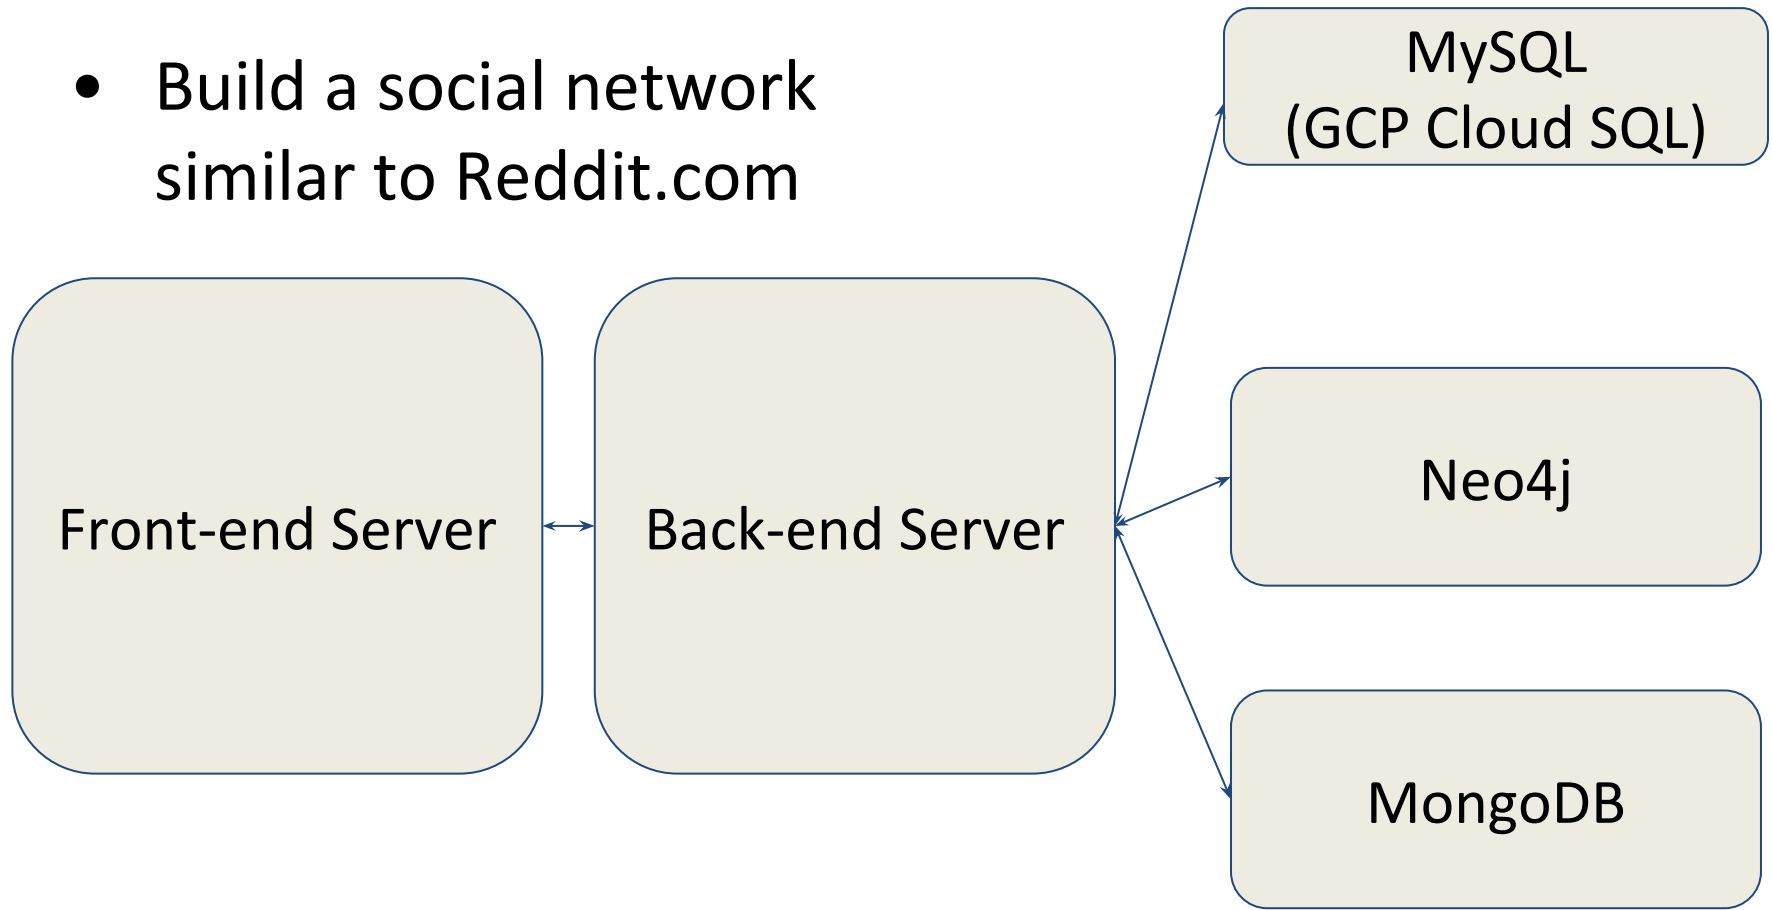 • Build a social network
similar to Reddit.com
MySQL
(GCP Cloud SQL)
Front-end Server
Back-end Server
Neo4j
MongoDB